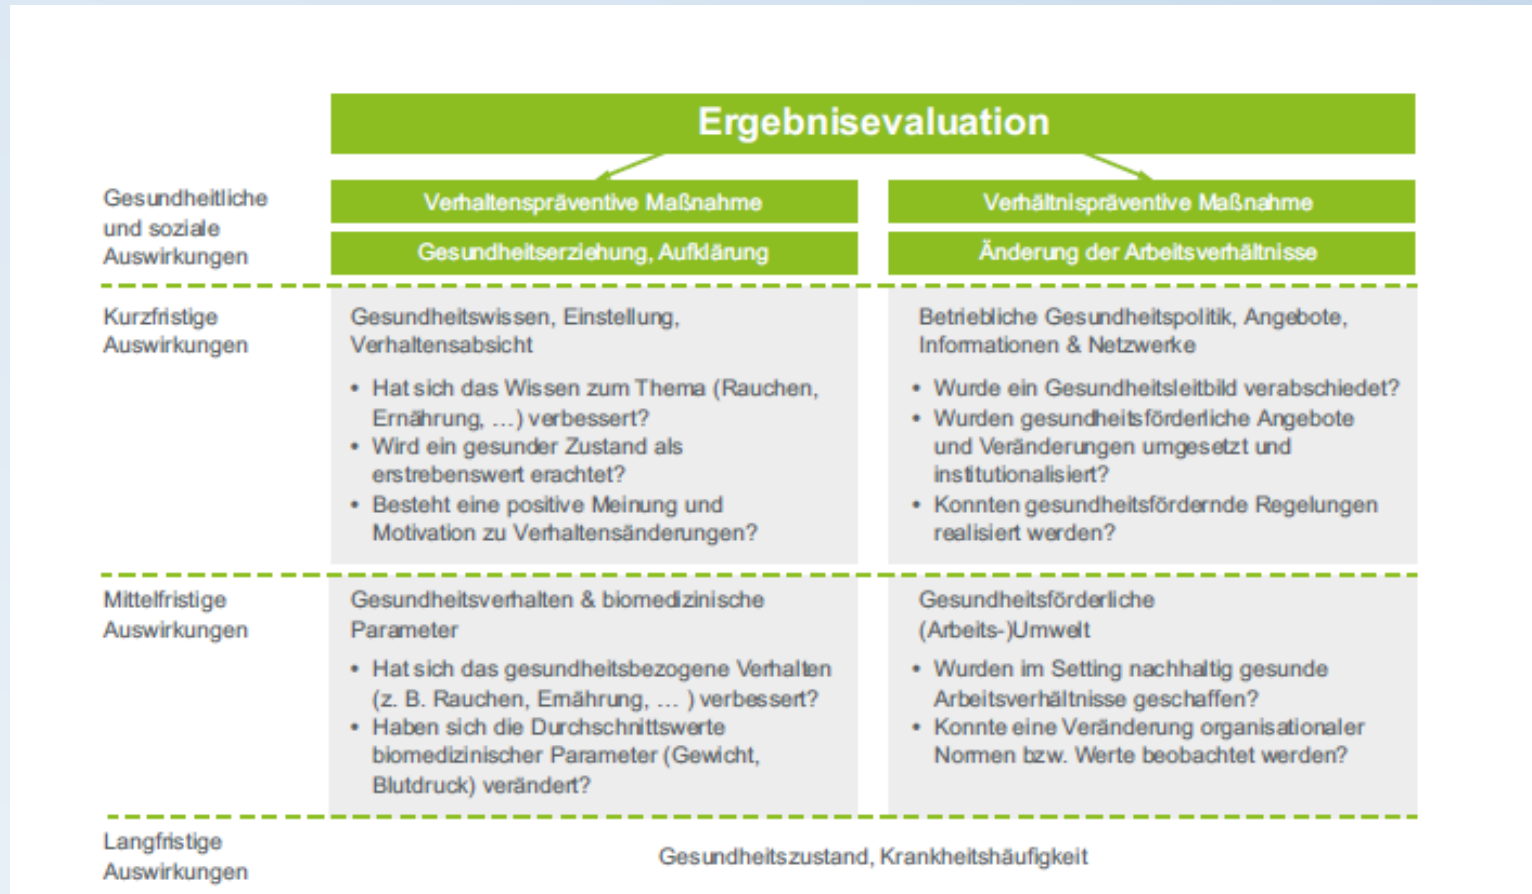 Ergebnisevaluation
Gesundheitliche
und soziale
Auswirkungen
Verhaltenspräventive Maßnahme
Verhältnispräventive Maßnahme
Gesundheitserziehung, Aufklärung
Änderung der Arbeitsverhältnisse
Kurzfristige
Auswirkungen
Gesundheitswissen, Einstellung,
Verhaltensabsicht
• Hat sich das Wissen zum Thema (Rauchen,
Ernährung, …) verbessert?
• Wird ein gesunder Zustand als
erstrebenswert erachtet?
• Besteht eine positive Meinung und
Motivation zu Verhaltensänderungen?
Betriebliche Gesundheitspolitik, Angebote,
Informationen & Netzwerke
• Wurde ein Gesundheitsleitbild verabschiedet?
• Wurden gesundheitsförderliche Angebote
und Veränderungen umgesetzt und
institutionalisiert?
• Konnten gesundheitsfördernde Regelungen
realisiert werden?
Mittelfristige
Auswirkungen
Gesundheitsverhalten & biomedizinische
Parameter
• Hat sich das gesundheitsbezogene Verhalten
(z. B. Rauchen, Ernährung, … ) verbessert?
• Haben sich die Durchschnittswerte
biomedizinischer Parameter (Gewicht,
Blutdruck) verändert?
Gesundheitsförderliche
(Arbeits-)Umwelt
• Wurden im Setting nachhaltig gesunde
Arbeitsverhältnisse geschaffen?
• Konnte eine Veränderung organisationaler
Normen bzw. Werte beobachtet werden?
Langfristige
Auswirkungen
Gesundheitszustand, Krankheitshäufigkeit